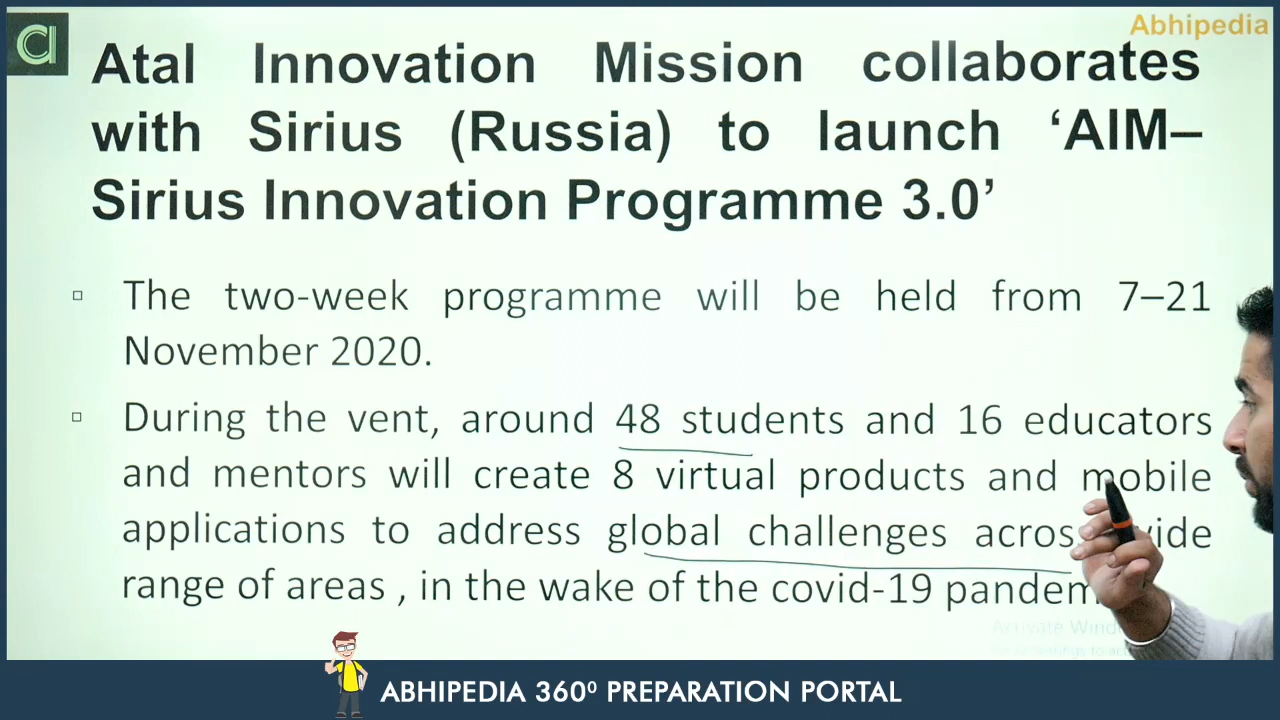 Abhipedia
Atal Innovation Mission collaborates
with Sirius (Russia) to launch ‘AIM–
Sirius Innovation Programme 3.0’
The two-week programme will be held from 7–21
November 2020.
During the vent, around 48 students and 16 educators
and mentors will create 8 virtual products and mobile
applications to address global challenges
range of areas , in the wake of the covid-19
Activate
ABHIPEDIA 360⁰ PREPARATION PORTAL